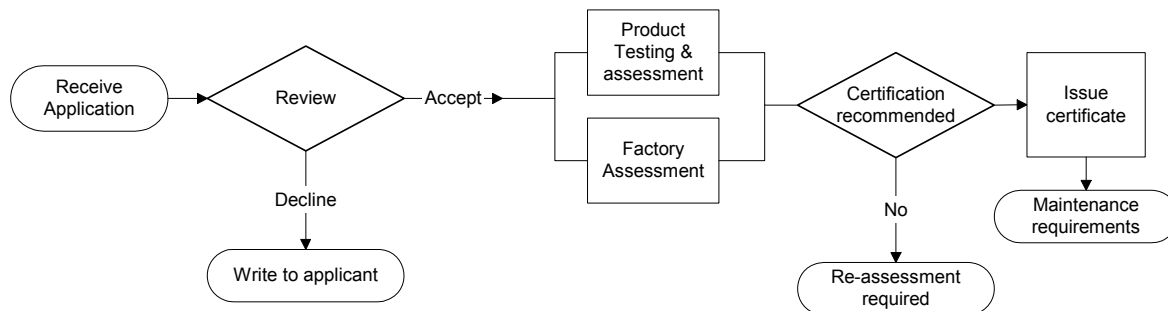 Receive
Application
Review
Accept
Decline
Write to applicant
Product
Testing &
assessment
Factory
Assessment
Certification
recommended
No
Re-assessment
required
Issue
certificate
Maintenance
requirements